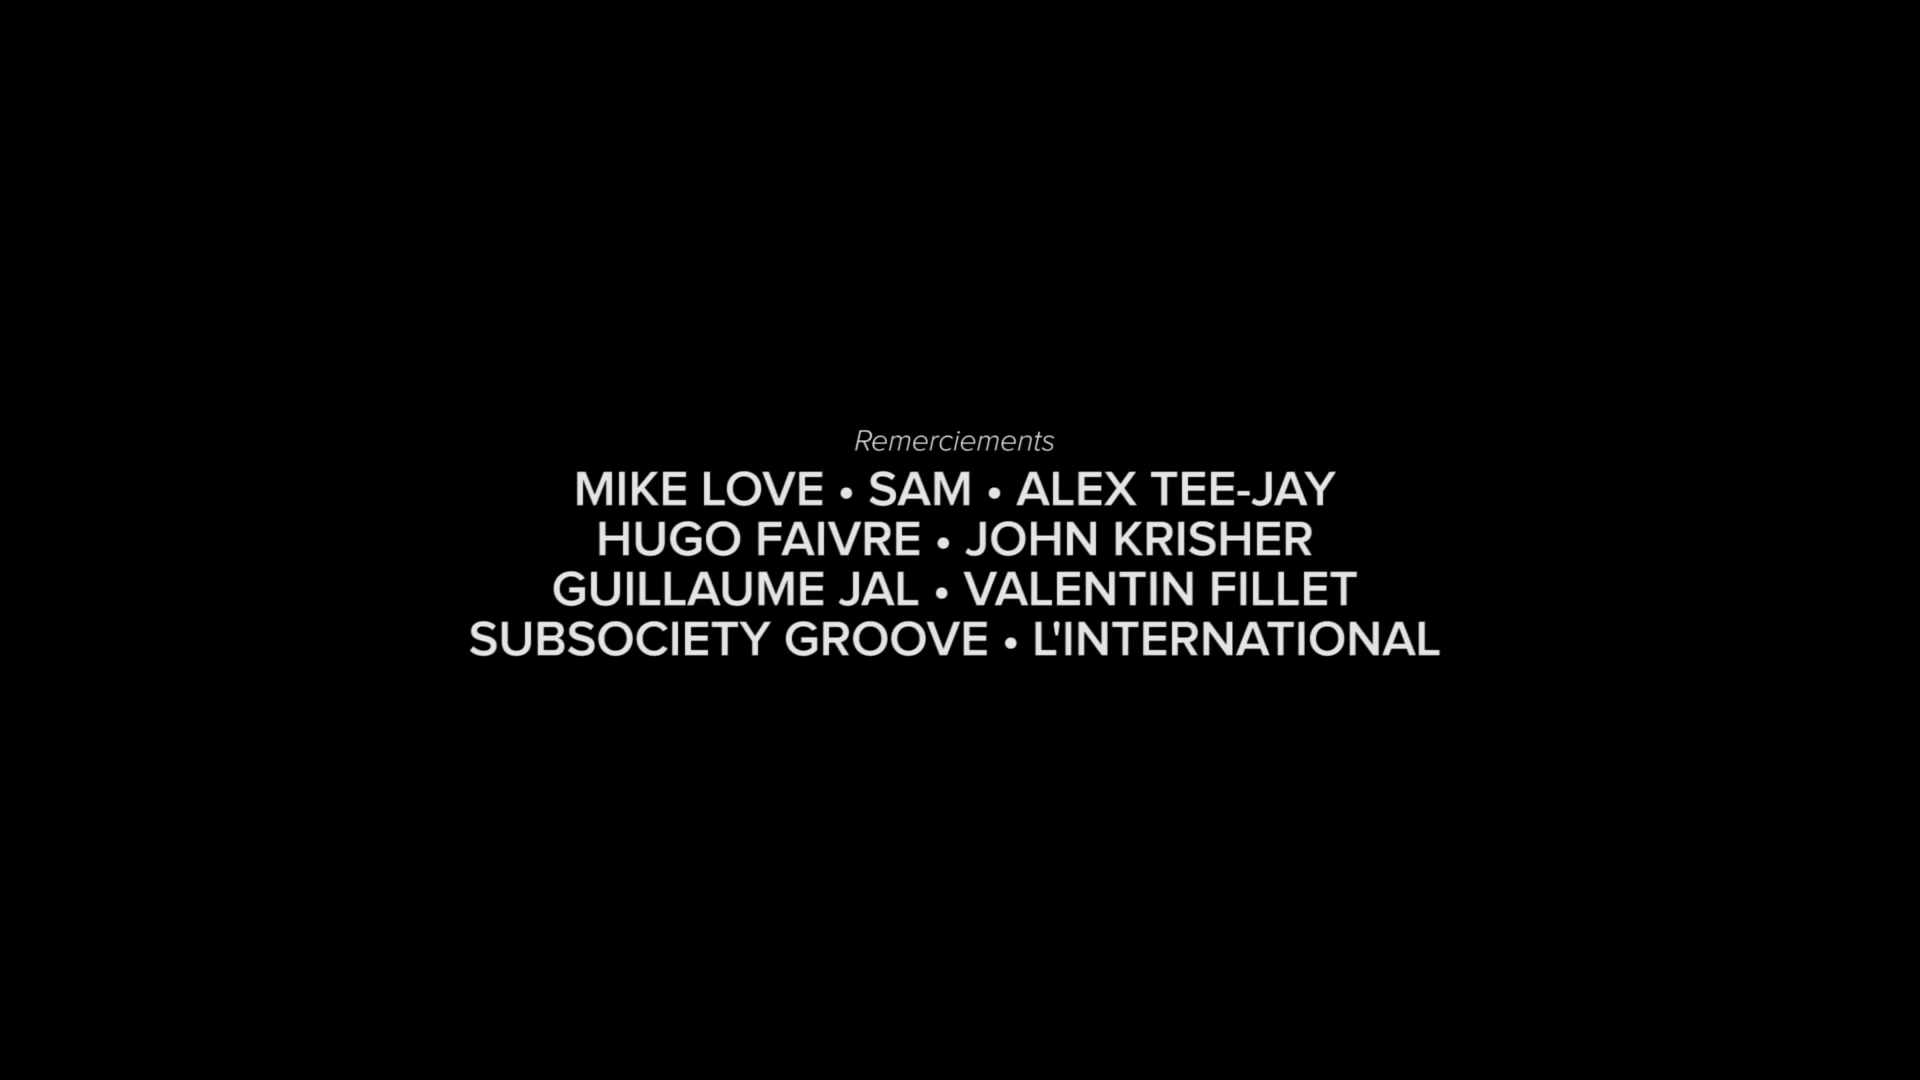 Remerciements
MIKE LOVE • SAM • ALEX TEE-JAY
HUGO FAIVRE • JOHN KRISHER
GUILLAUME JAL • VALENTIN FILLET
SUBSOCIETY GROOVE • L'INTERNATIONAL